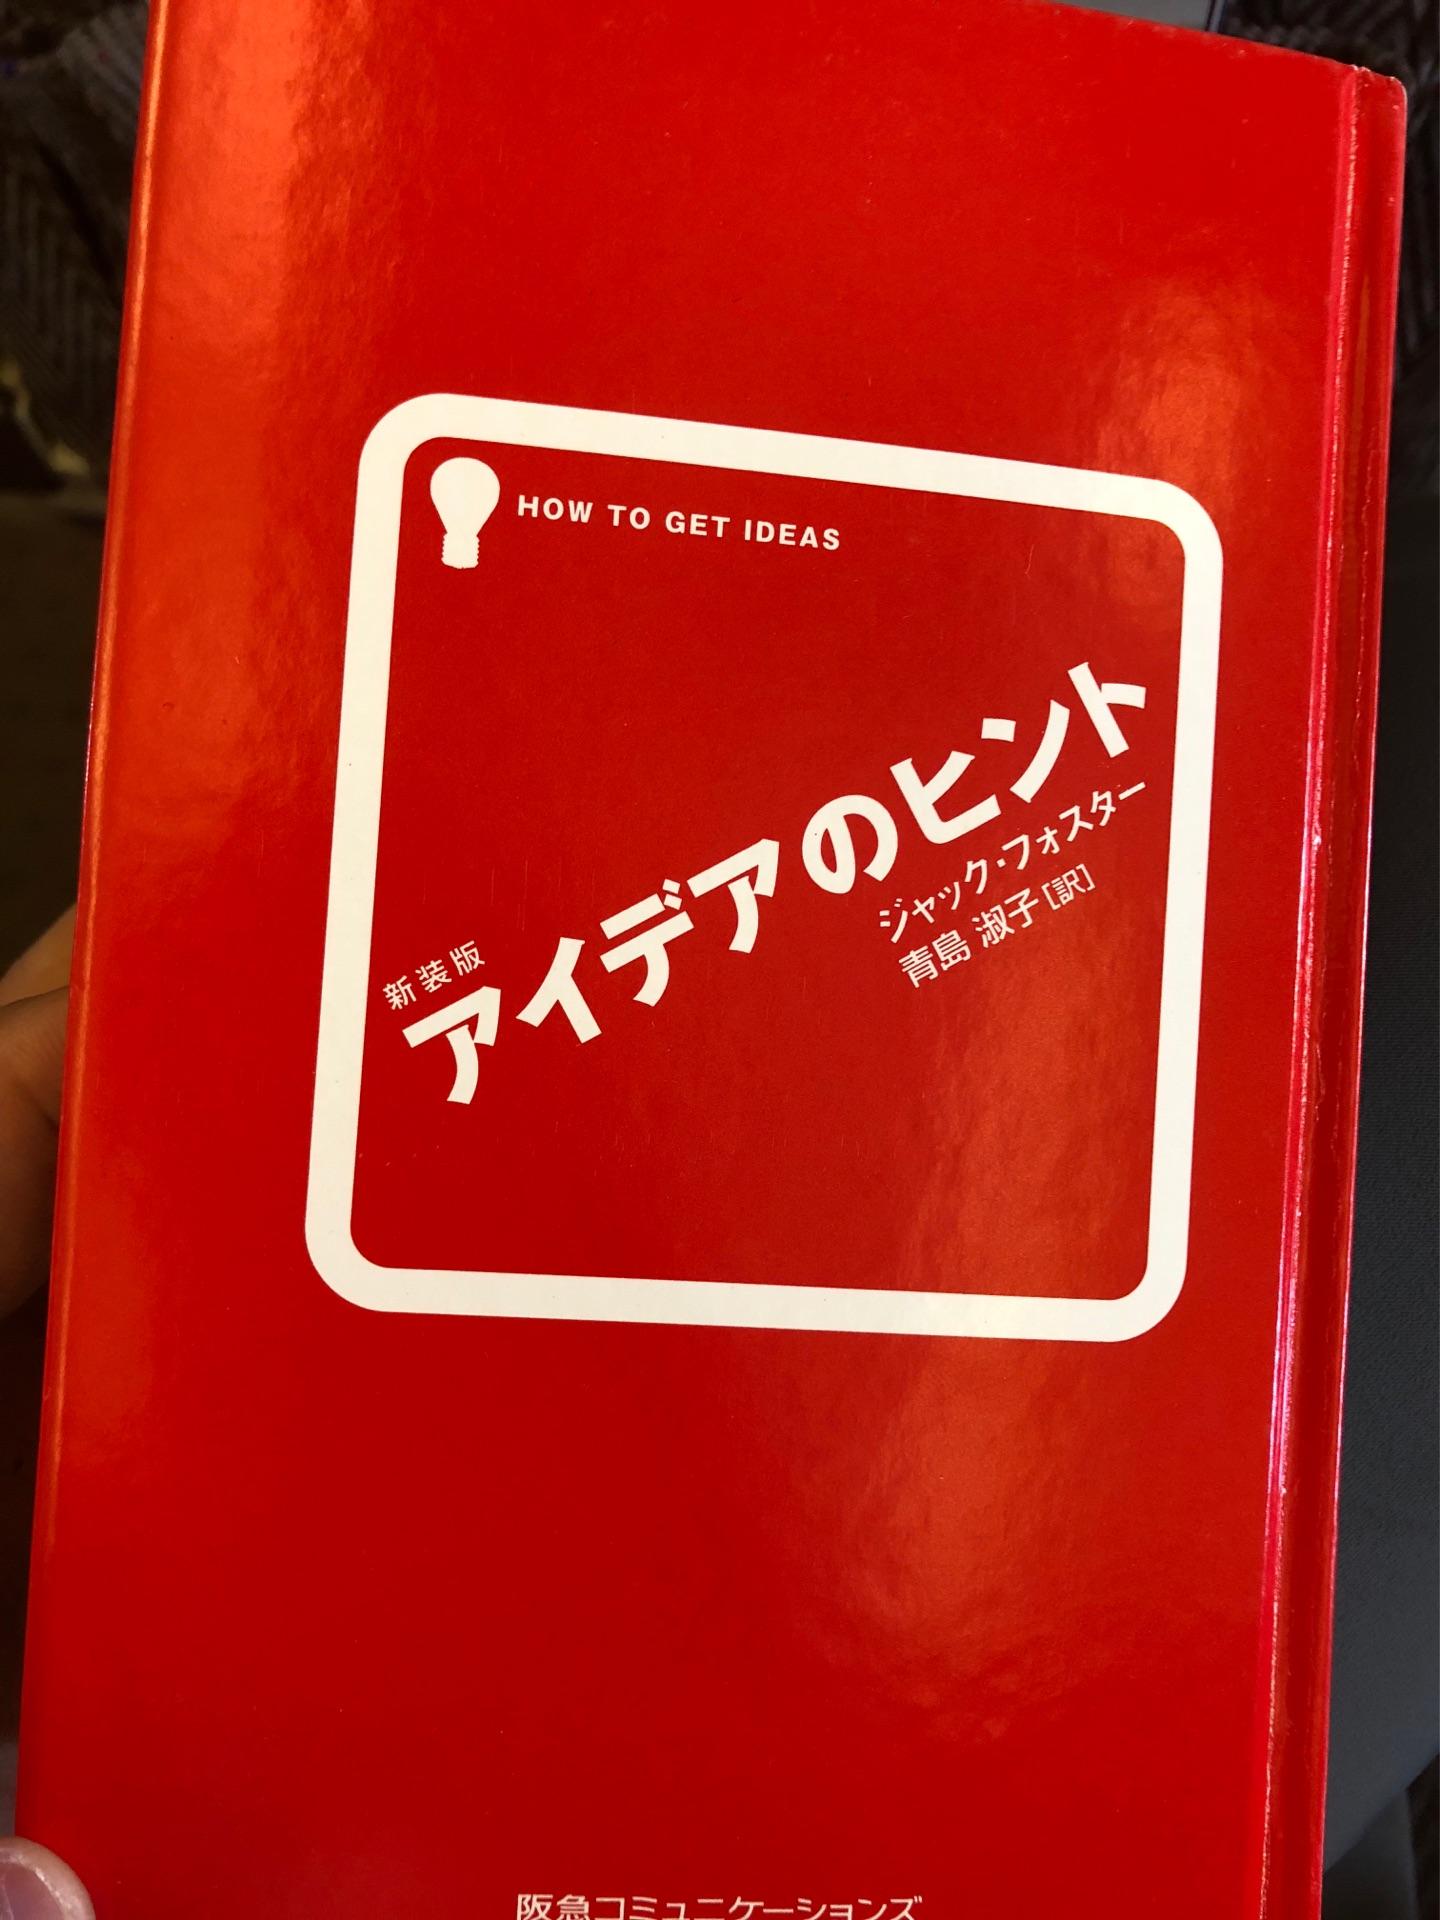 HOW TO GET IDEAS
新装版
アイデアのヒント
ジャック・フォスター
青島 淑子[訳]
阪急コミュニケーションズ